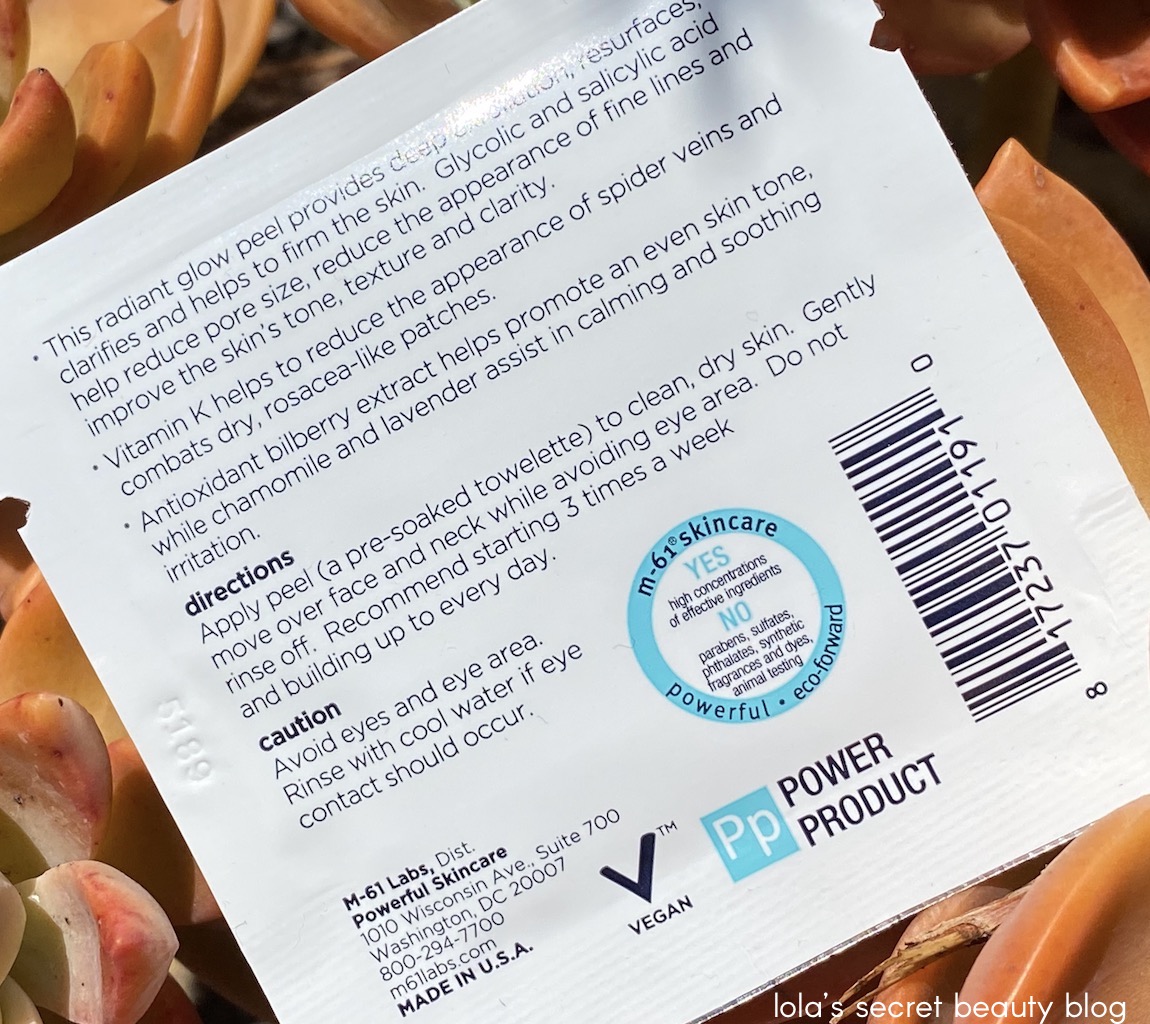 • This radiant glow peel provides deep exfoliation, resurfaces,
clarifies and helps to firm the skin. Glycolic and salicylic acid
help reduce pore size, reduce the appearance of fine lines and
improve the skin's tone, texture and clarity.
• Vitamin K helps to reduce the appearance of spider veins and
combats dry, rosacea-like patches.
• Antioxidant bilberry extract helps promote an even skin tone,
while chamomile and lavender assist in calming and soothing
irritation.
directions
Apply peel (a pre-soaked towelette) to clean, dry skin. Gently
move over face and neck while avoiding eye area. Do not
rinse off. Recommend starting 3 times a week
and building up to every day.
caution
Avoid eyes and eye area.
Rinse with cool water if eye
contact should occur.
5189
m-61® skincare
YES
high concentrations
of effective ingredients
NO
parabens, sulfates,
phthalates, synthetic
fragrances and dyes,
animal testing
powerful • eco-forward
8 17237 01191 0
M-61 Labs, Dist.
Powerful Skincare
1010 Wisconsin Ave., Suite 700
Washington, DC 20007
800-294-7700
m61labs.com
MADE IN U.S.A.
V™
VEGAN
Pp
POWER
PRODUCT
lola's secret beauty blog